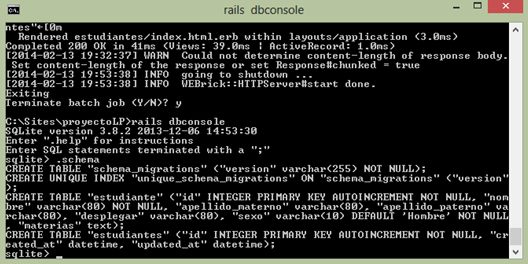 rails dbconsole
ntes"←[0m
Rendered estudiantes/index.html.erb within layouts/application (3.0ms)
Completed 200 OK in 41ms (Views: 39.0ms | ActiveRecord: 1.0ms)
[2014-02-13 19:32:37] WARN  Could not determine content-length of response body.
Set content-length of the response or set Response#chunked = true
[2014-02-13 19:53:38] INFO  going to shutdown ...
[2014-02-13 19:53:38] INFO  WEBrick::HTTPServer#start done.
Exiting
Terminate batch job (Y/N)? y
C:\Sites\proyectoLP>rails dbconsole
SQLite version 3.8.2 2013-12-06 14:53:30
Enter ".help" for instructions
Enter SQL statements terminated with a ";"
sqlite> .schema
CREATE TABLE "schema_migrations" ("version" varchar(255) NOT NULL);
CREATE UNIQUE INDEX "unique_schema_migrations" ON "schema_migrations" ("version"
);
CREATE TABLE "estudiante" ("id" INTEGER PRIMARY KEY AUTOINCREMENT NOT NULL, "nom
bre" varchar(80) NOT NULL, "apellido_materno" varchar(80), "apellido_paterno" va
rchar(80), "desplegar" varchar(80), "sexo" varchar(10) DEFAULT 'Hombre' NOT NULL
, "materias" text);
CREATE TABLE "estudiantes" ("id" INTEGER PRIMARY KEY AUTOINCREMENT NOT NULL, "cr
eated_at" datetime, "updated_at" datetime);
sqlite> _